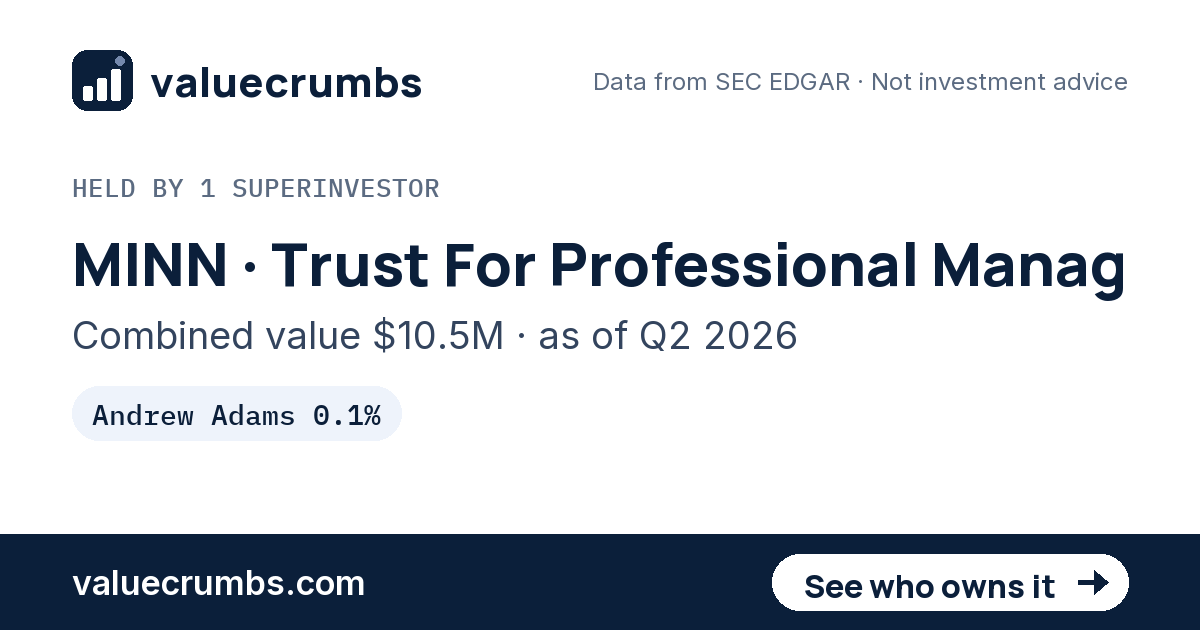 valuecrumbs
Data from SEC EDGAR · Not investment advice
HELD BY 1 SUPERINVESTOR
MINN · Trust For Professional Manag
Combined value $10.5M · as of Q2 2026
Andrew Adams 0.1%
valuecrumbs.com
See who owns it →